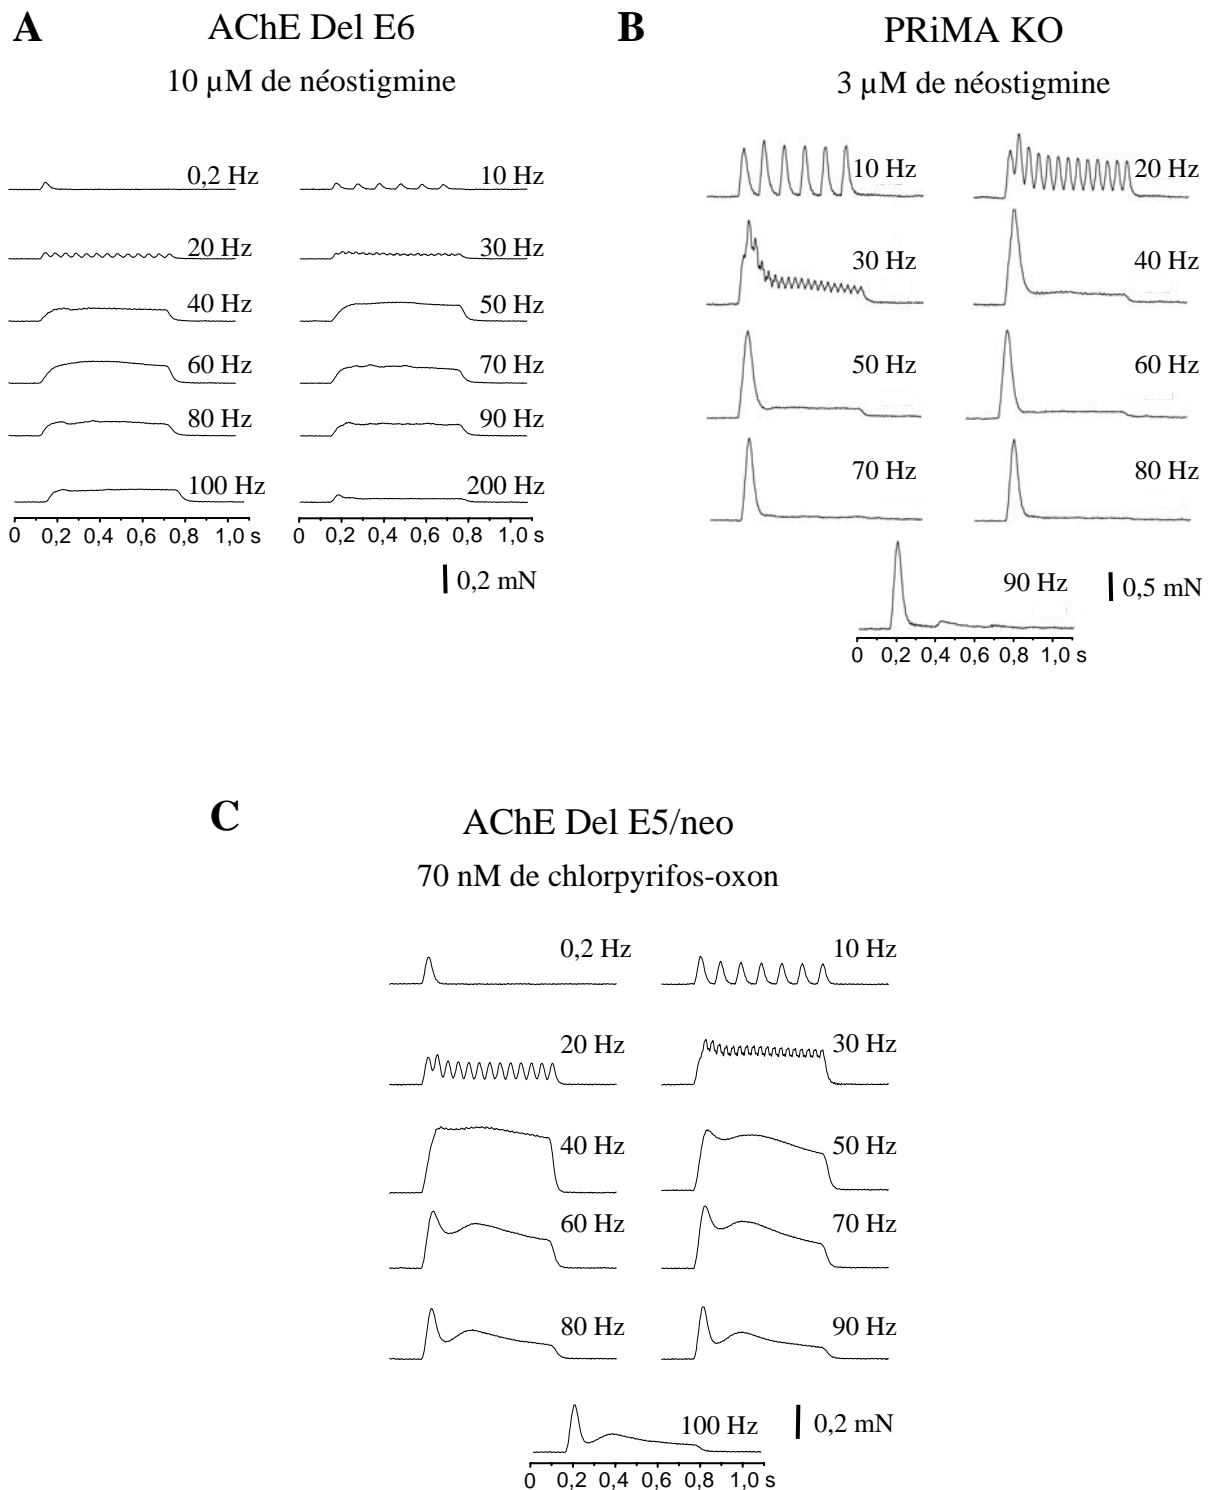 A
AChE Del E6
10 µM de néostigmine
0,2 Hz
10 Hz
20 Hz
30 Hz
40 Hz
50 Hz
60 Hz
70 Hz
80 Hz
90 Hz
100 Hz
200 Hz
0 0,2 0,4 0,6 0,8 1,0 s
0 0,2 0,4 0,6 0,8 1,0 s
0,2 mN
B
PRiMA KO
3 µM de néostigmine
10 Hz
20 Hz
30 Hz
40 Hz
50 Hz
60 Hz
70 Hz
80 Hz
90 Hz
0,5 mN
0 0,2 0,4 0,6 0,8 1,0 s
C
AChE Del E5/neo
70 nM de chlorpyrifos-oxon
0,2 Hz
10 Hz
20 Hz
30 Hz
40 Hz
50 Hz
60 Hz
70 Hz
80 Hz
90 Hz
100 Hz
0,2 mN
0 0,2 0,4 0,6 0,8 1,0 s